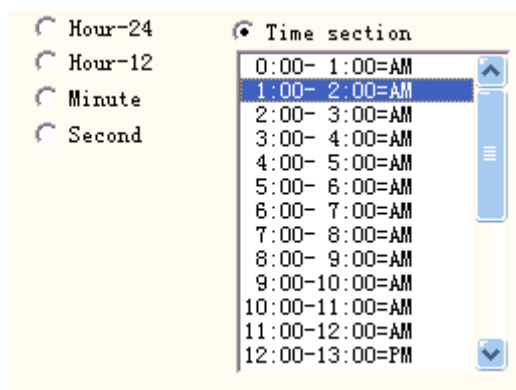 Hour-24
Hour-12
Minute
Second
Time section
0:00- 1:00=AM
1:00- 2:00=AM
2:00- 3:00=AM
3:00- 4:00=AM
4:00- 5:00=AM
5:00- 6:00=AM
6:00- 7:00=AM
7:00- 8:00=AM
8:00- 9:00=AM
9:00-10:00=AM
10:00-11:00=AM
11:00-12:00=AM
12:00-13:00=PM